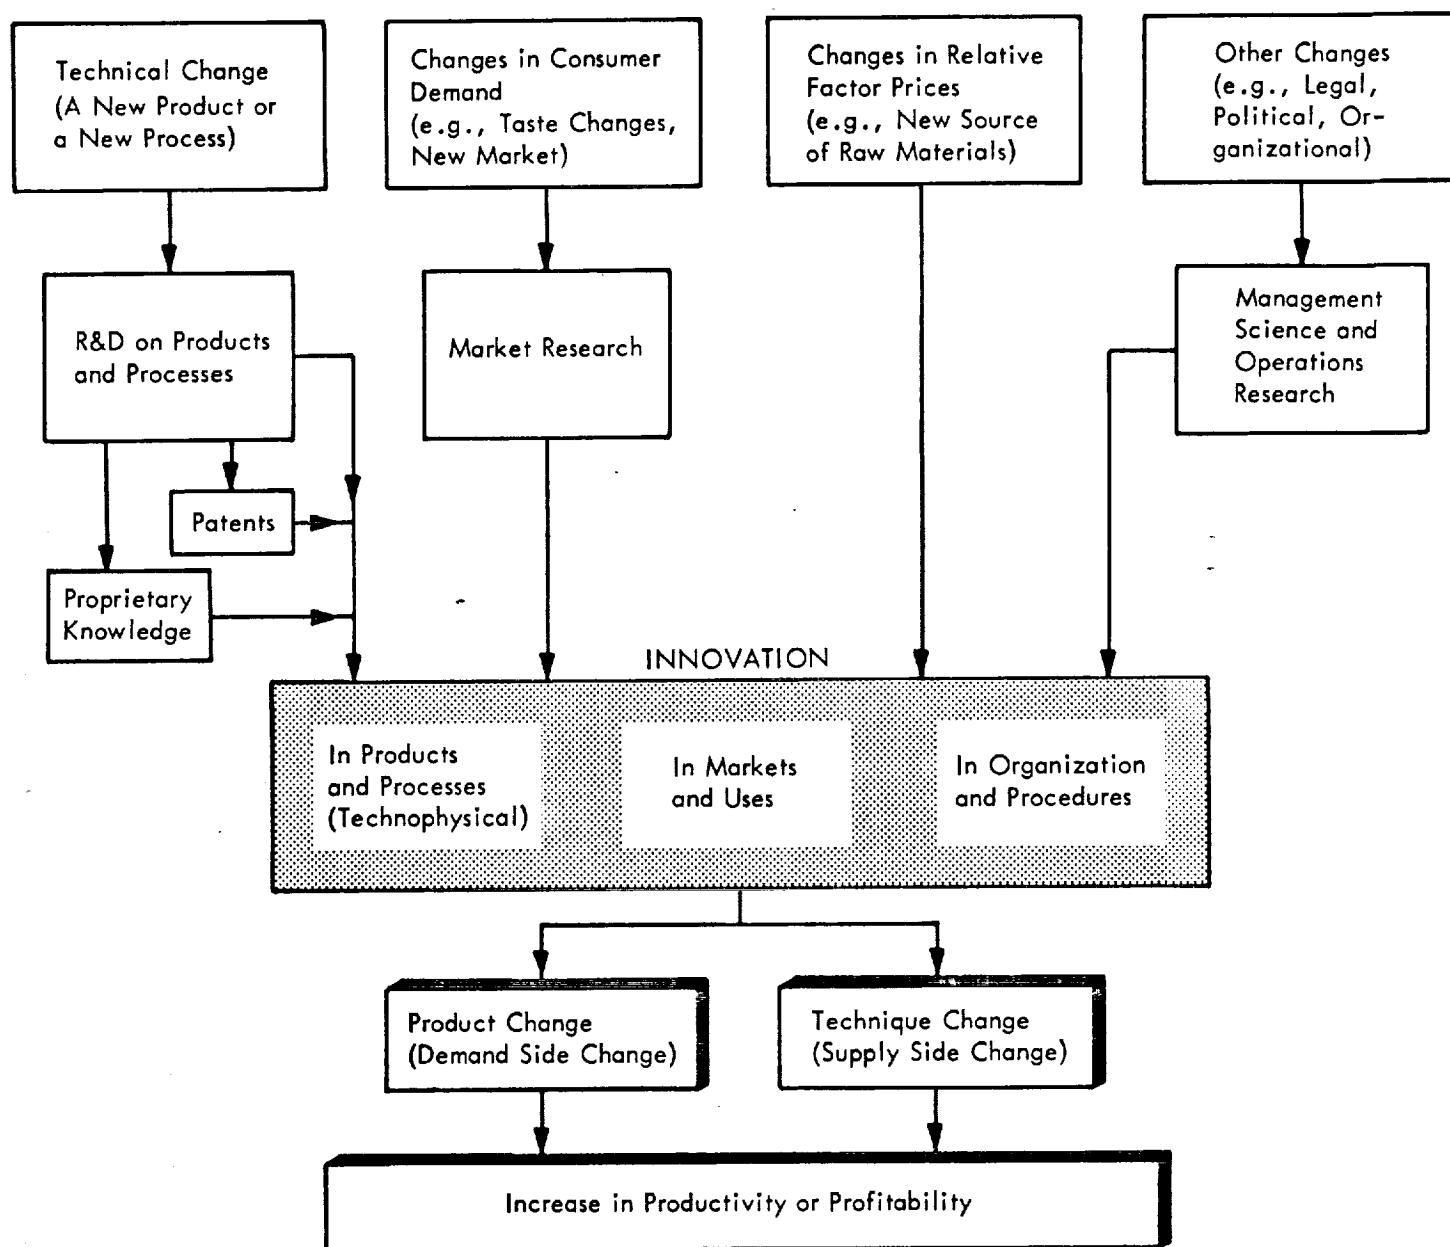 Technical Change
(A New Product or
a New Process)
Changes in Consumer
Demand
(e.g., Taste Changes,
New Market)
Changes in Relative
Factor Prices
(e.g., New Source
of Raw Materials)
Other Changes
(e.g., Legal,
Political, Or-
ganizational)
R&D on Products
and Processes
Market Research
Management
Science and
Operations
Research
Patents
Proprietary
Knowledge
INNOVATION
In Products
and Processes
(Technophysical)
In Markets
and Uses
In Organization
and Procedures
Product Change
(Demand Side Change)
Technique Change
(Supply Side Change)
Increase in Productivity or Profitability